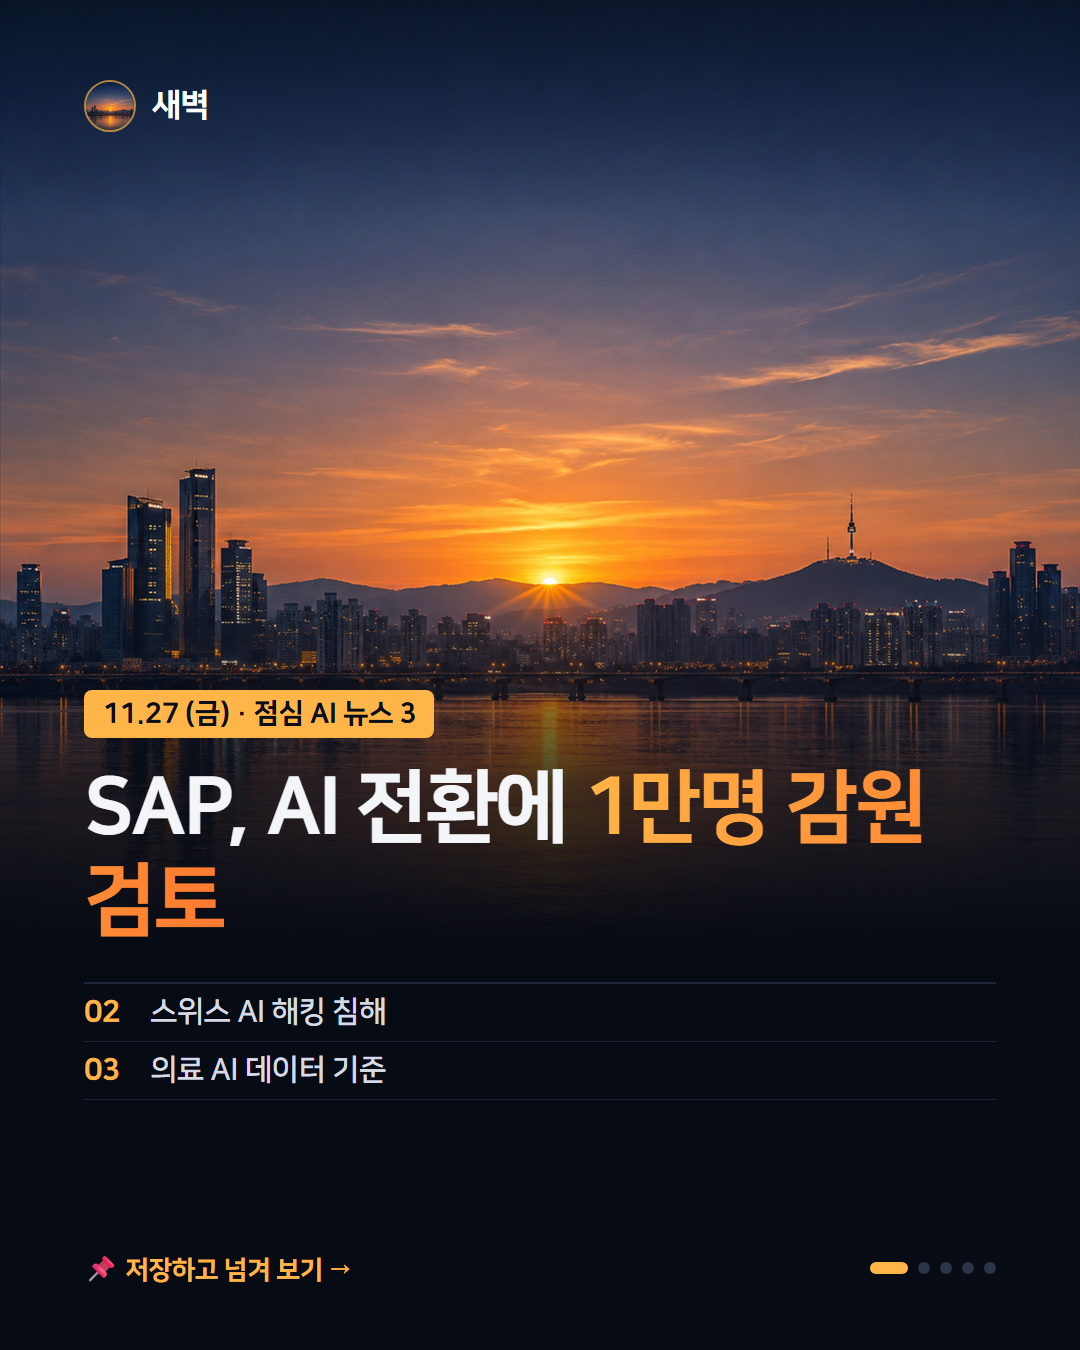 새벽
11.27 (금) · 점심 AI 뉴스 3
SAP, AI 전환에 1만명 감원
검토
02 스위스 AI 해킹 침해
03 의료 AI 데이터 기준
📌 저장하고 넘겨 보기 →